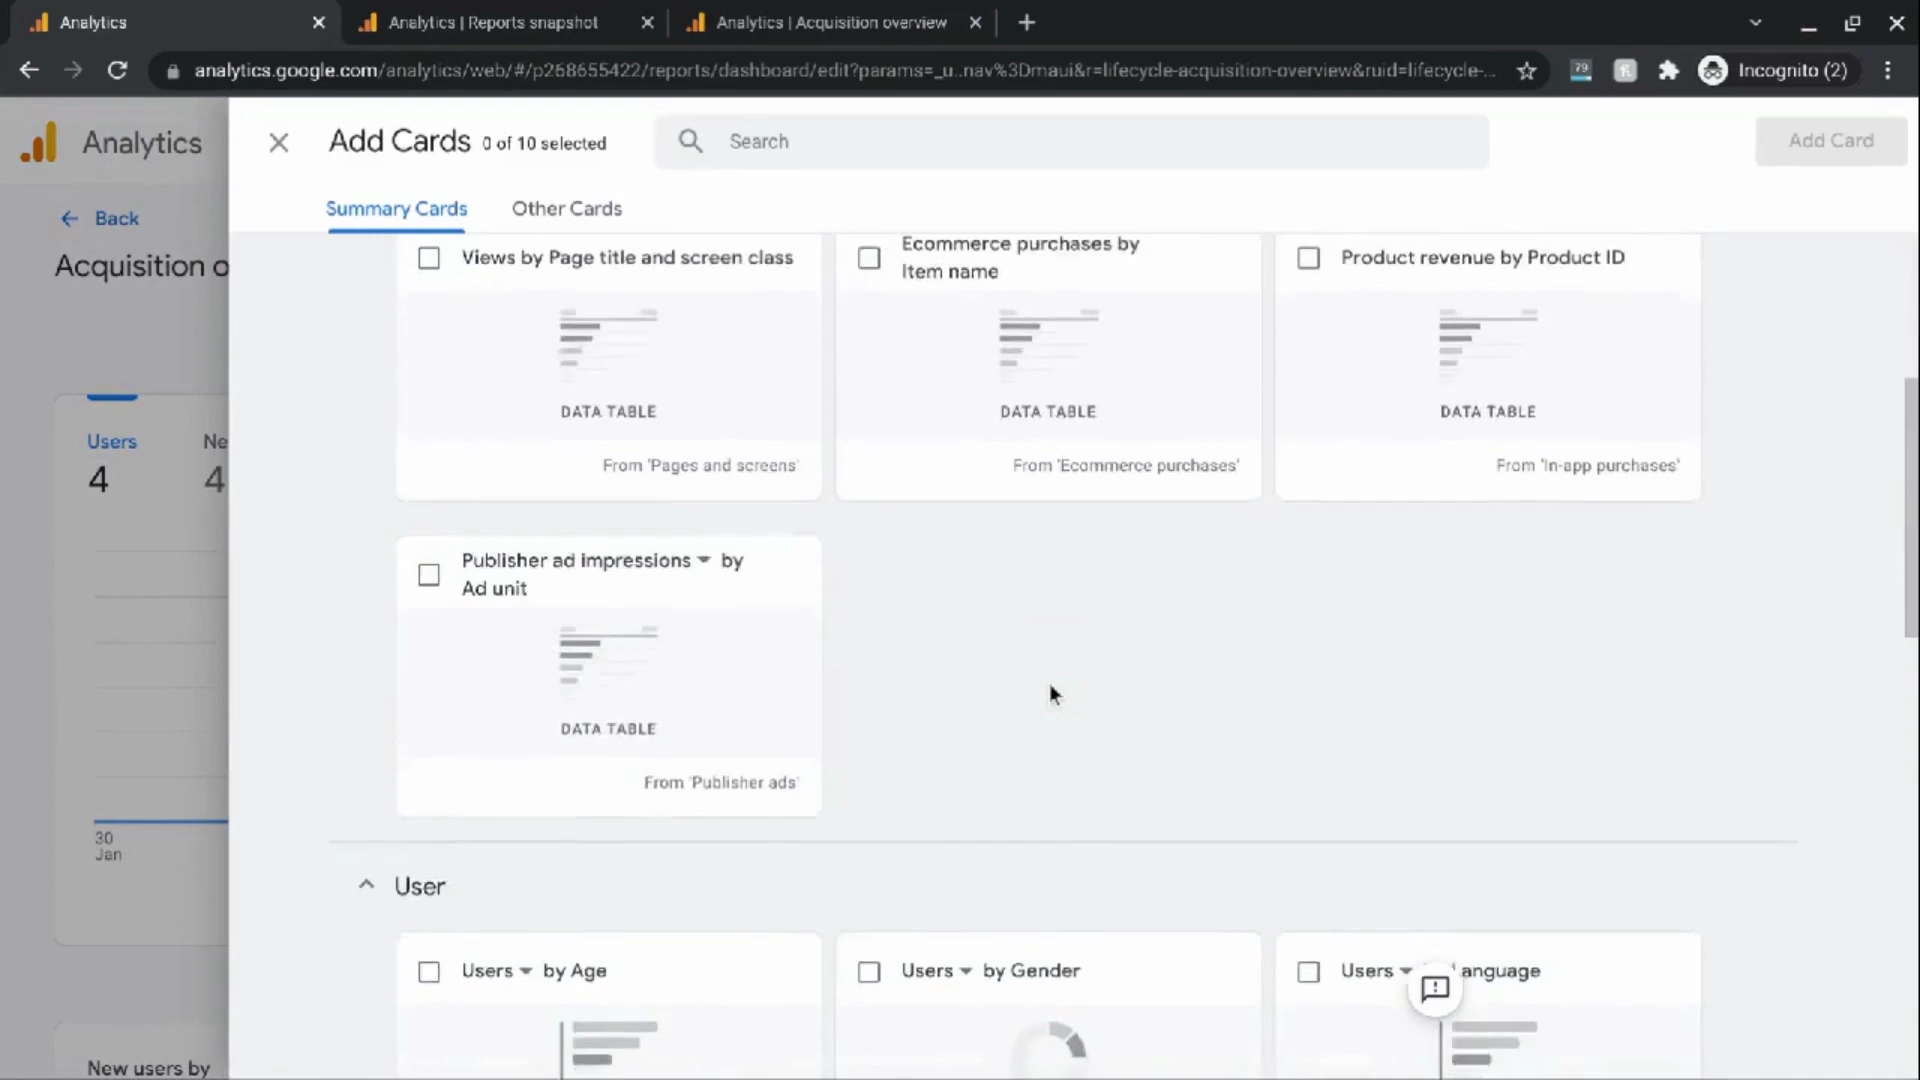 Analytics
Analytics | Reports snapshot
Analytics | Acquisition overview
analytics.google.com/analytics/web/#/p268655422/reports/dashboard/edit?params=_u..nav%3Dmaui&r=lifecycle-acquisition-overview&ruid=lifecycle-...
79
Incognito (2)
Analytics
Add Cards 0 of 10 selected
Search
Add Card
Back
Summary Cards
Other Cards
Acquisition o
Views by Page title and screen class
Ecommerce purchases by
Item name
Product revenue by Product ID
DATA TABLE
DATA TABLE
DATA TABLE
Users
Ne
4
4
From 'Pages and screens'
From 'Ecommerce purchases'
From 'In-app purchases'
Publisher ad impressions by
Ad unit
DATA TABLE
From 'Publisher ads'
30
Jan
User
Users by Age
Users by Gender
Users anguage
New users by